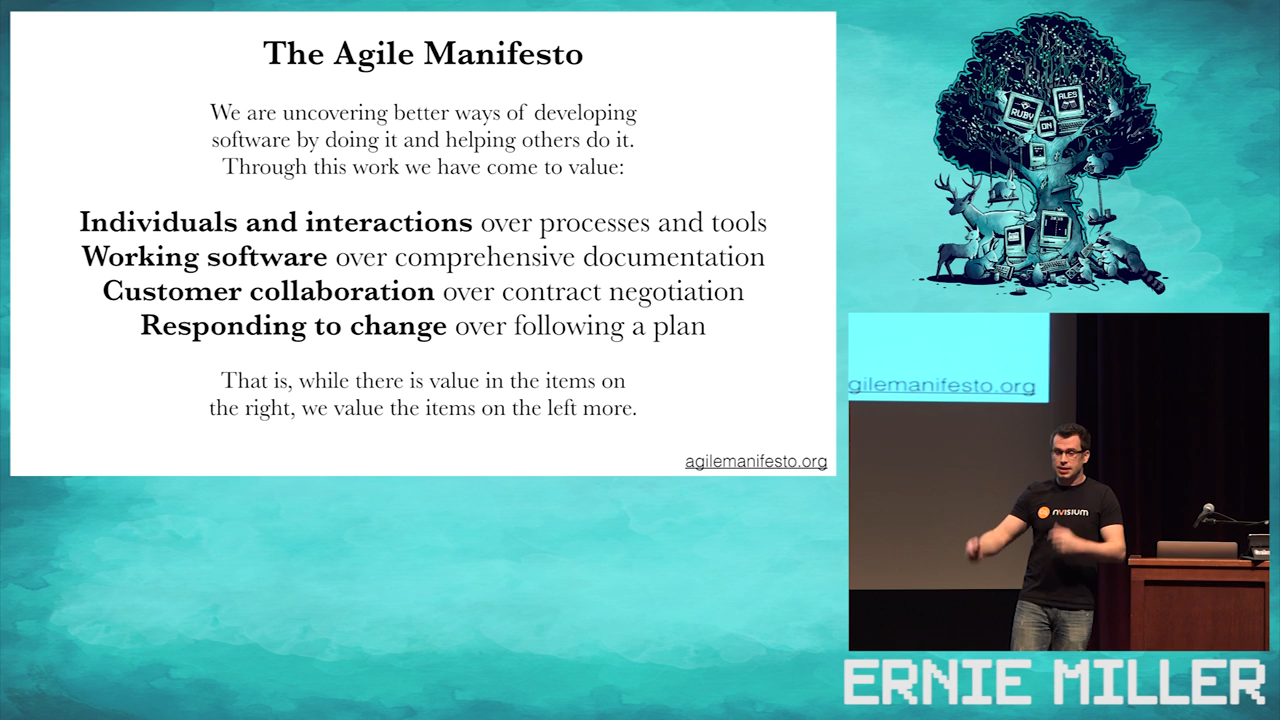 The Agile Manifesto
We are uncovering better ways of developing
software by doing it and helping others do it.
Through this work we have come to value:
Individuals and interactions over processes and tools
Working software over comprehensive documentation
Customer collaboration over contract negotiation
Responding to change over following a plan
That is, while there is value in the items on
the right, we value the items on the left more.
agilemanifesto.org
RUBY
ON
ALES
gilemanifesto.org
nvisium
ERNIE MILLER